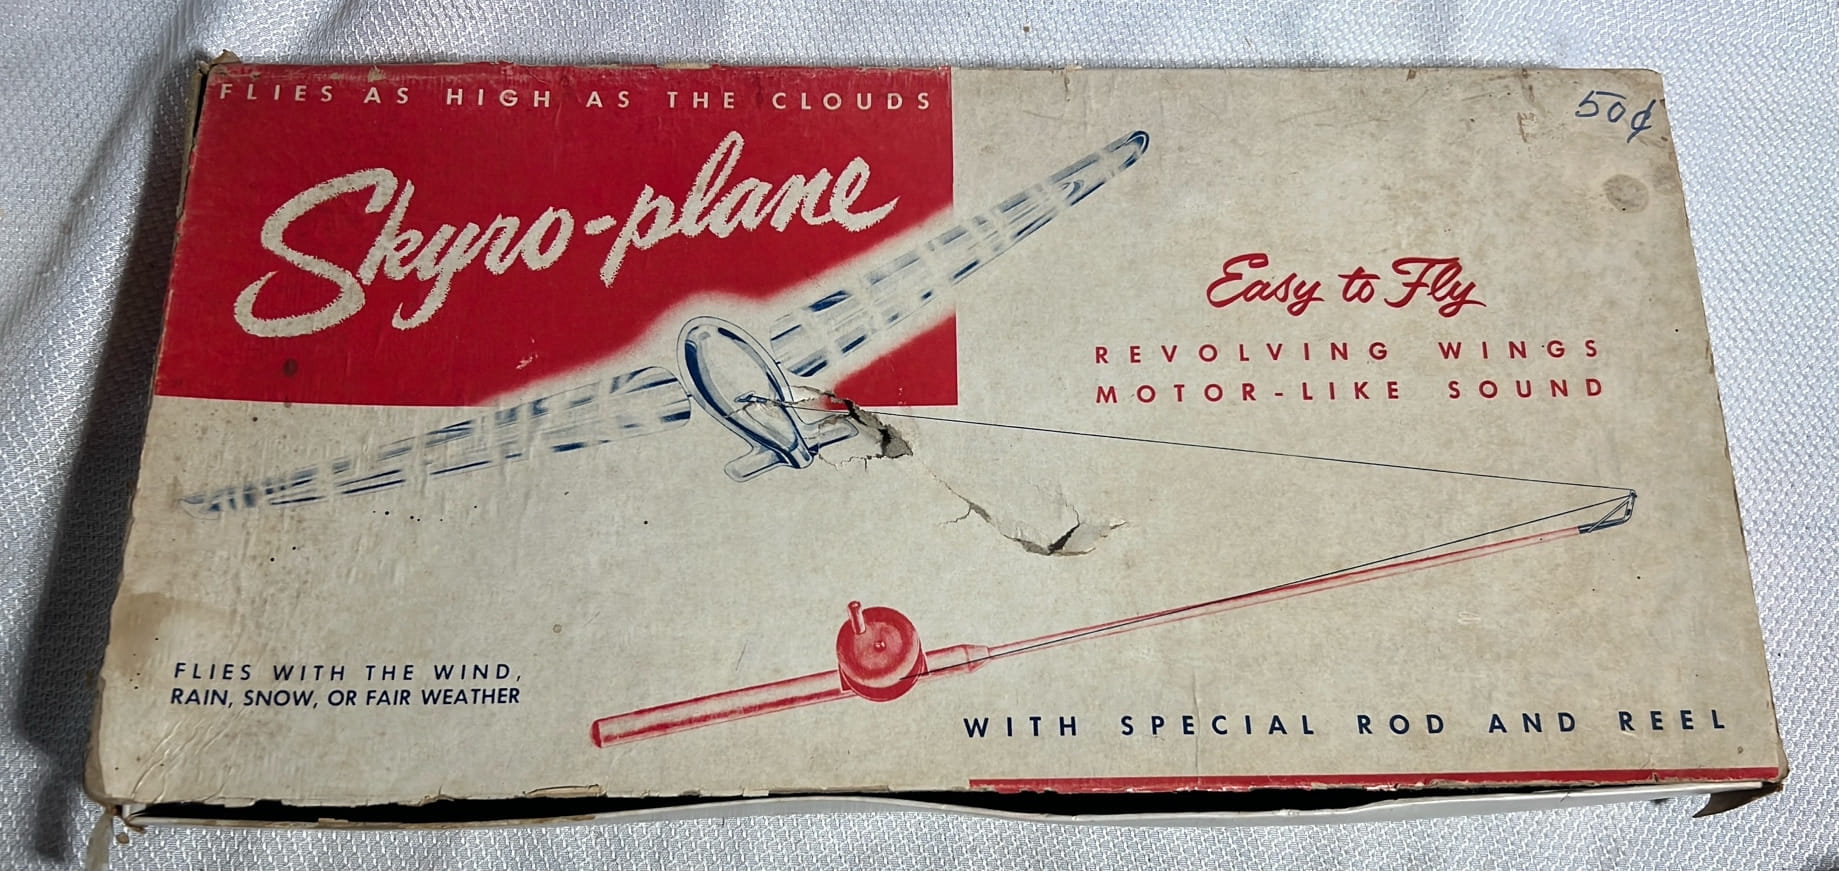 FLIES AS HIGH AS THE CLOUDS
Skyro-plane
50¢
Easy to Fly
REVOLVING WINGS
MOTOR-LIKE SOUND
FLIES WITH THE WIND,
RAIN, SNOW, OR FAIR WEATHER
WITH SPECIAL ROD AND REEL